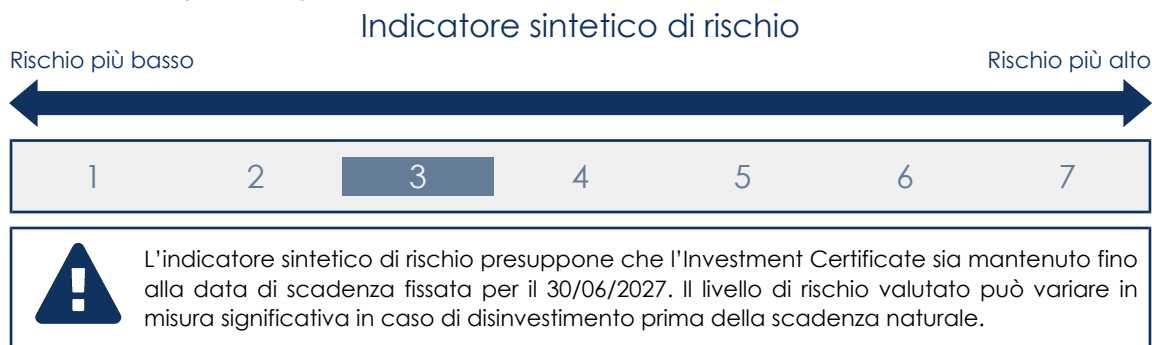 Indicatore sintetico di rischio
Rischio più basso
Rischio più alto
1 2 3 4 5 6 7
L'indicatore sintetico di rischio presuppone che l'Investment Certificate sia mantenuto fino
alla data di scadenza fissata per il 30/06/2027. Il livello di rischio valutato può variare in
misura significativa in caso di disinvestimento prima della scadenza naturale.